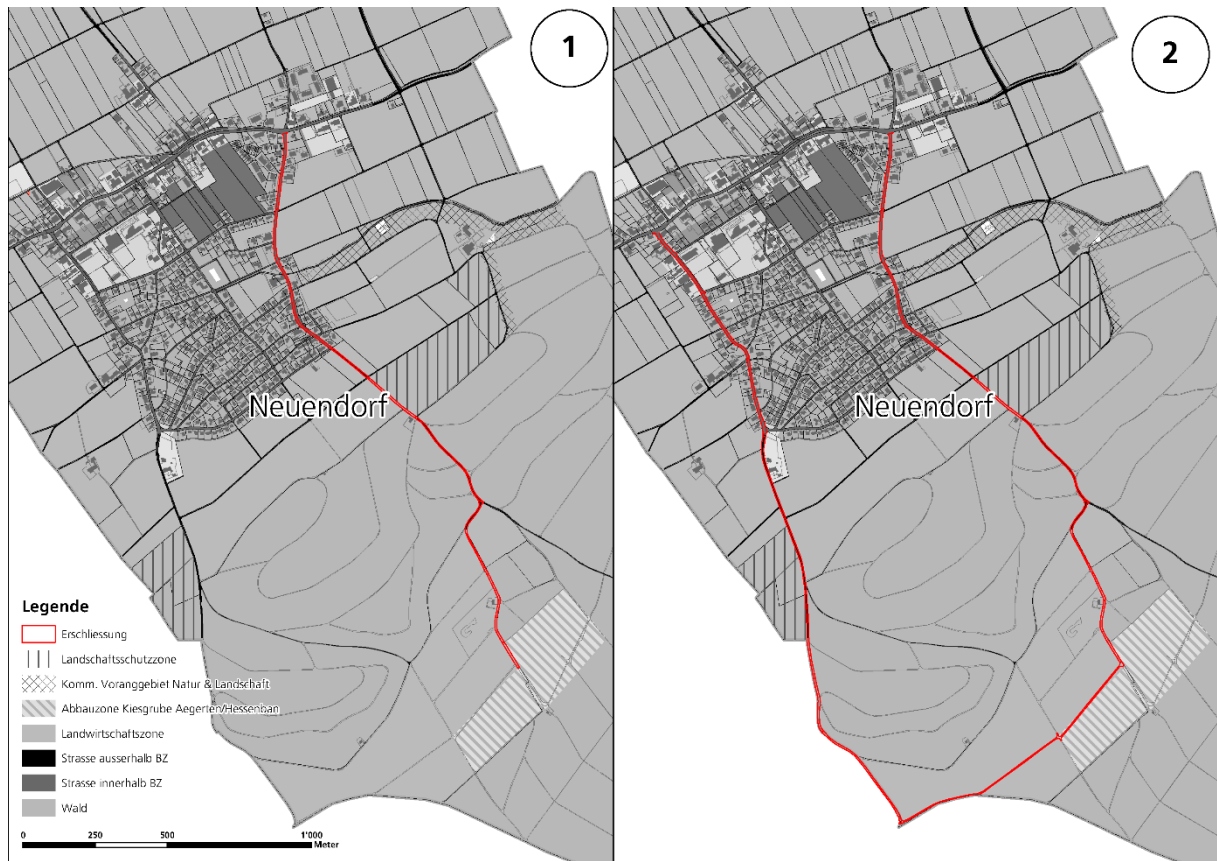 1
2
Neuendorf
Neuendorf
Legende
Erschliessung
Landschaftsschutzzone
Komm. Voranggebiet Natur & Landschaft
Abbauzone Kiesgrube Aegerten/Hessenban
Landwirtschaftszone
Strasse ausserhalb BZ
Strasse innerhalb BZ
Wald
0 250 500 1'000
Meter